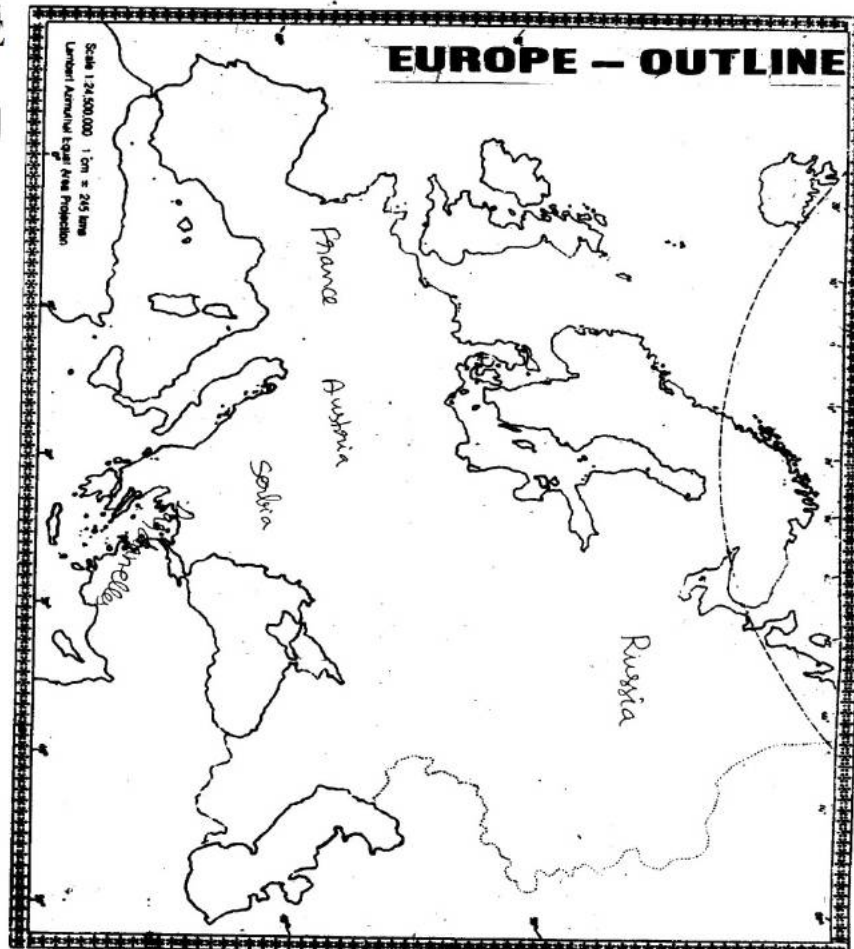 EUROPE – OUTLINE
Scale 1:24,500,000 1 cm = 245 kms
Lambert Azimuthal Equal Area Projection
France
Austria
Serbia
Russia